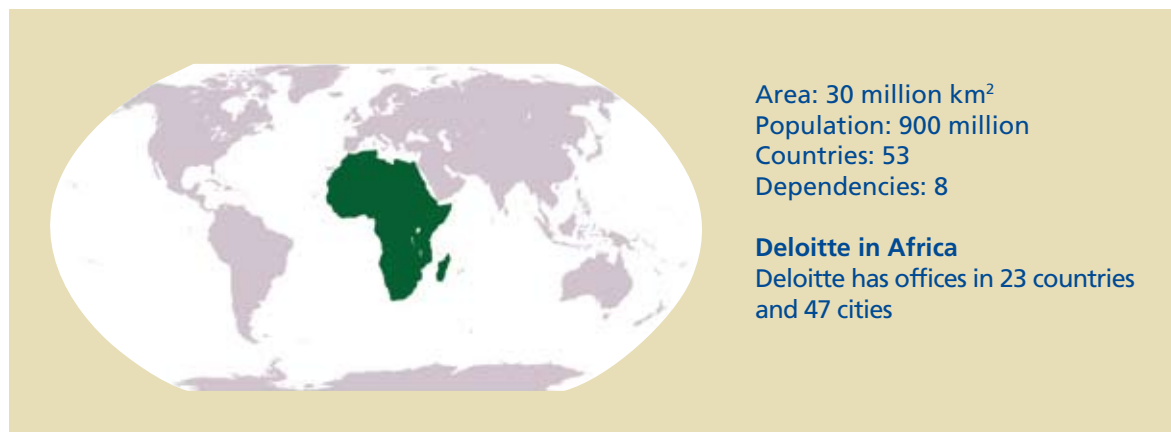 Area: 30 million km²
Population: 900 million
Countries: 53
Dependencies: 8
Deloitte in Africa
Deloitte has offices in 23 countries
and 47 cities